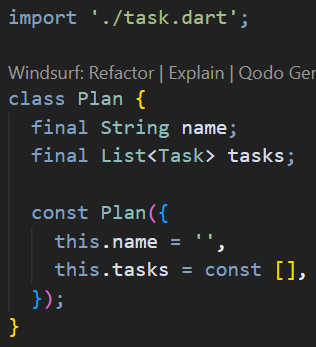 import './task.dart';
Windsurf: Refactor | Explain | Qodo Ger
class Plan {
final String name;
final List<Task> tasks;
const Plan({
this.name = '',
this.tasks = const [],
});
}